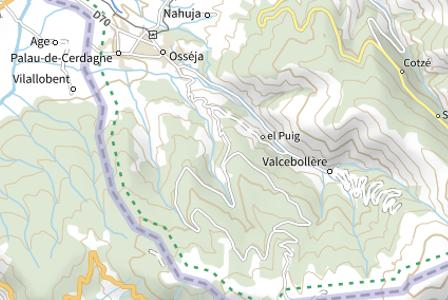 D70
Nahuja
Age
Palau-de-Cerdagne
Osséja
Vilallobent
Cotzé
S
el Puig
Valcebollère